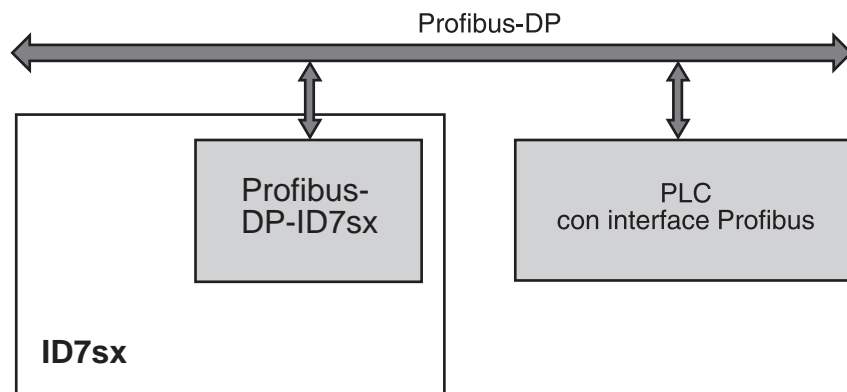 Profibus-DP
Profibus-
DP-ID7sx
PLC
con interface Profibus
ID7sx